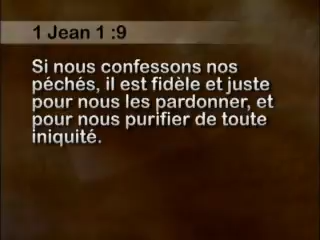 1 Jean 1 :9
Si nous confessons nos
péchés, il est fidèle et juste
pour nous les pardonner, et
pour nous purifier de toute
iniquité.